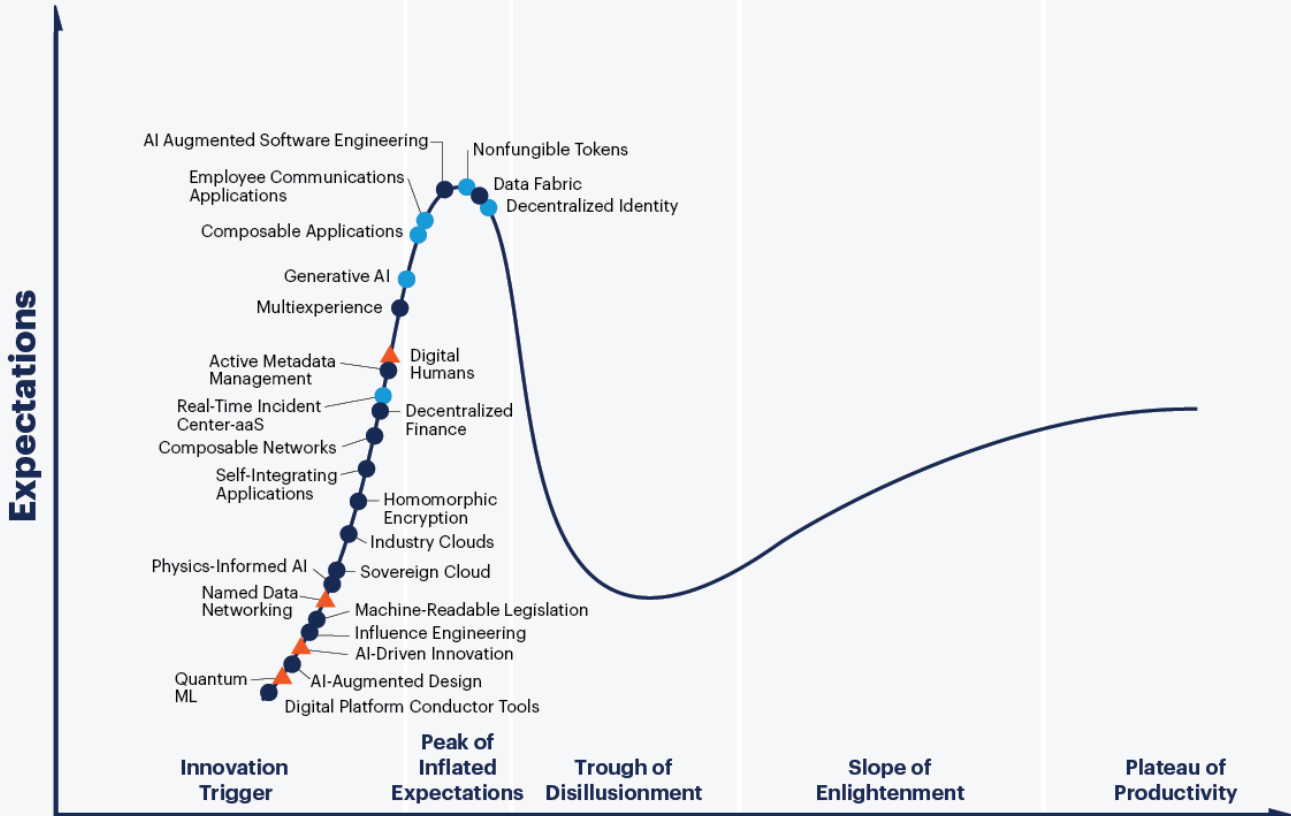 AI Augmented Software Engineering
Nonfungible Tokens
Employee Communications
Applications
Data Fabric
Decentralized Identity
Composable Applications
Generative AI
Multiexperience
Active Metadata
Management
Digital
Humans
Real-Time Incident
Center-aaS
Decentralized
Finance
Composable Networks
Self-Integrating
Applications
Homomorphic
Encryption
Industry Clouds
Physics-Informed AI
Sovereign Cloud
Named Data
Networking
Machine-Readable Legislation
Influence Engineering
AI-Driven Innovation
Quantum
ML
AI-Augmented Design
Digital Platform Conductor Tools
Expectations
Innovation
Trigger
Peak of
Inflated
Expectations
Trough of
Disillusionment
Slope of
Enlightenment
Plateau of
Productivity